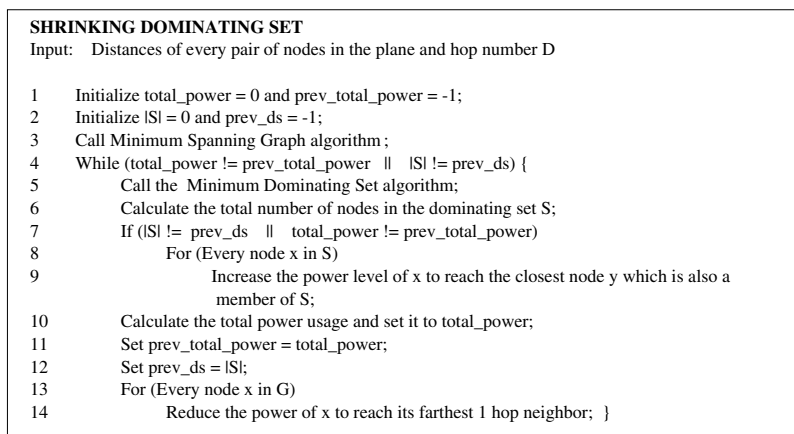 SHRINKING DOMINATING SET
Input: Distances of every pair of nodes in the plane and hop number D
1 Initialize total_power = 0 and prev_total_power = -1;
2 Initialize |S| = 0 and prev_ds = -1;
3 Call Minimum Spanning Graph algorithm ;
4 While (total_power != prev_total_power || |S| != prev_ds) {
5 Call the Minimum Dominating Set algorithm;
6 Calculate the total number of nodes in the dominating set S;
7 If (|S| != prev_ds || total_power != prev_total_power)
8 For (Every node x in S)
9 Increase the power level of x to reach the closest node y which is also a
member of S;
10 Calculate the total power usage and set it to total_power;
11 Set prev_total_power = total_power;
12 Set prev_ds = |S|;
13 For (Every node x in G)
14 Reduce the power of x to reach its farthest 1 hop neighbor; }